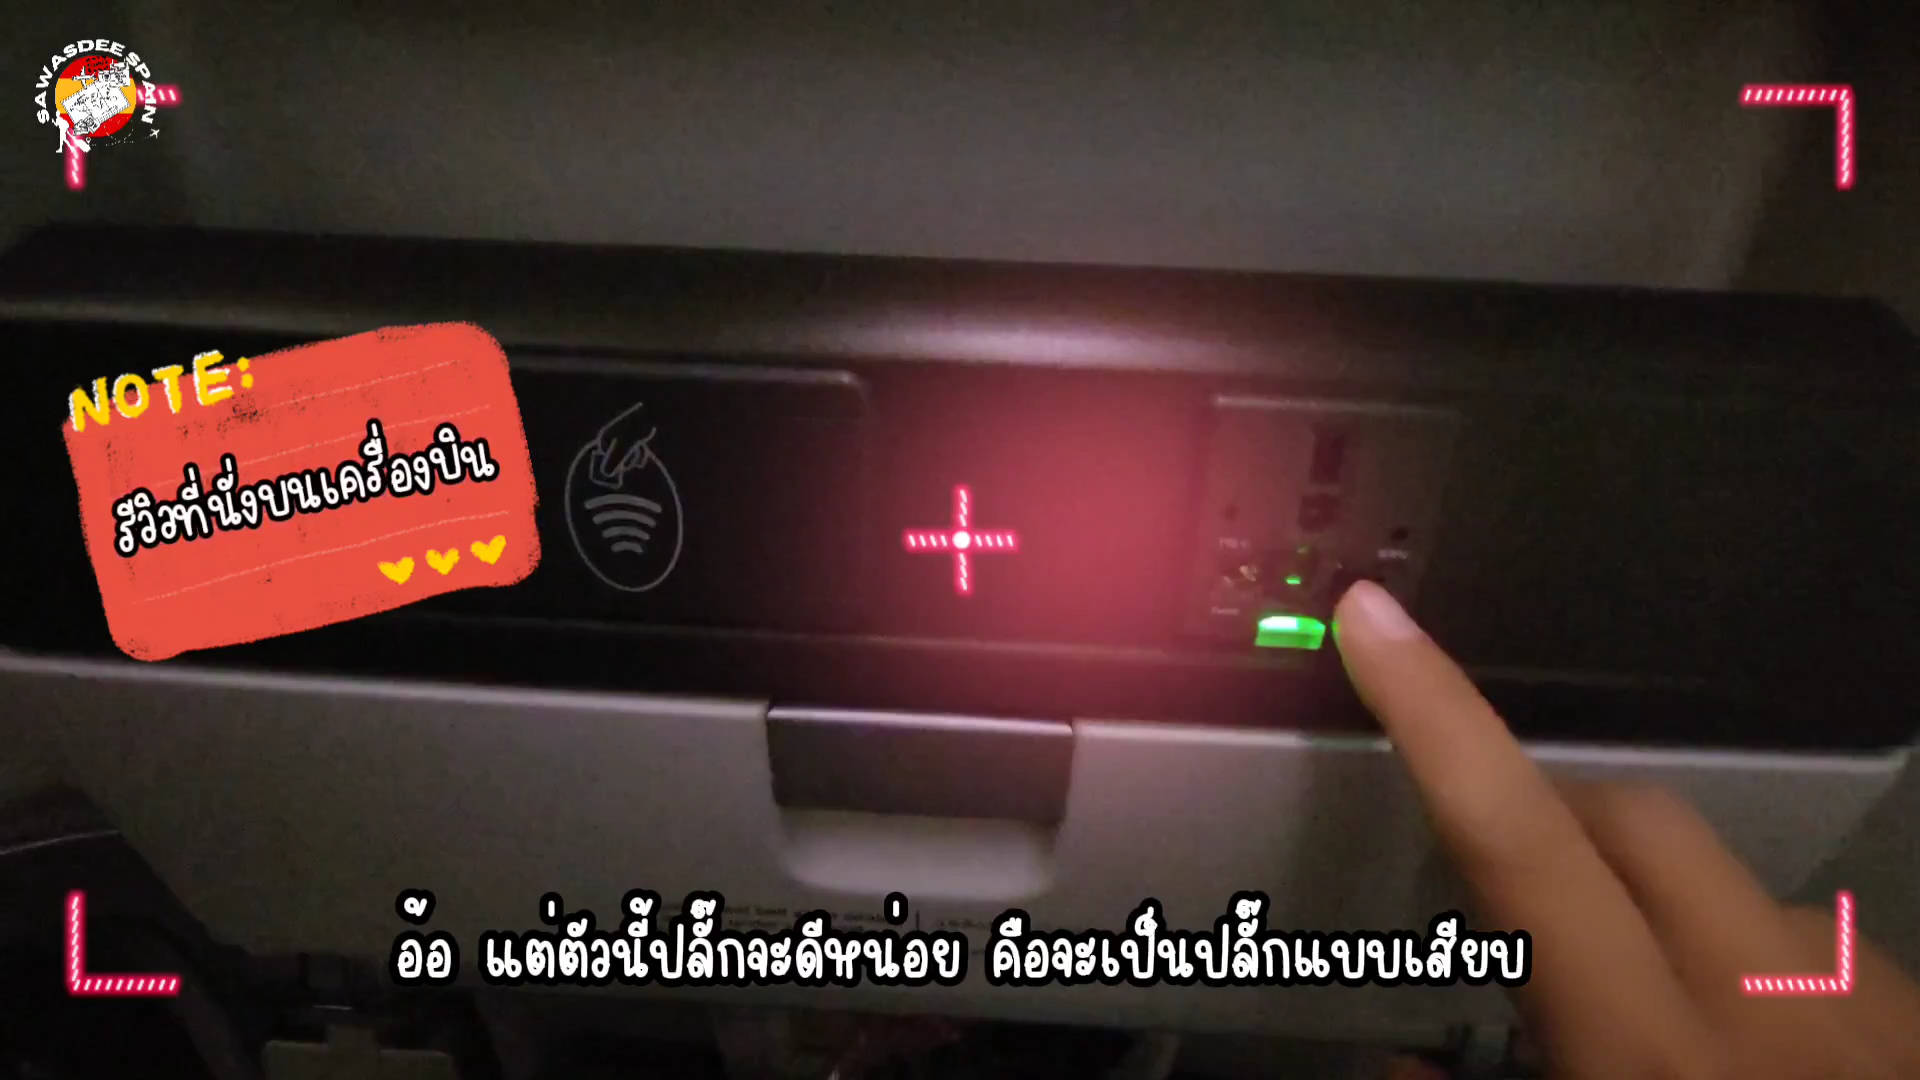 SAWASDEE SPAIN
NOTE:
รีวิวที่นั่งบนเครื่องบิน
อ้อ แต่ตัวนี้ปลั๊กจะดีหน่อย คือจะเป็นปลั๊กแบบเสียบ